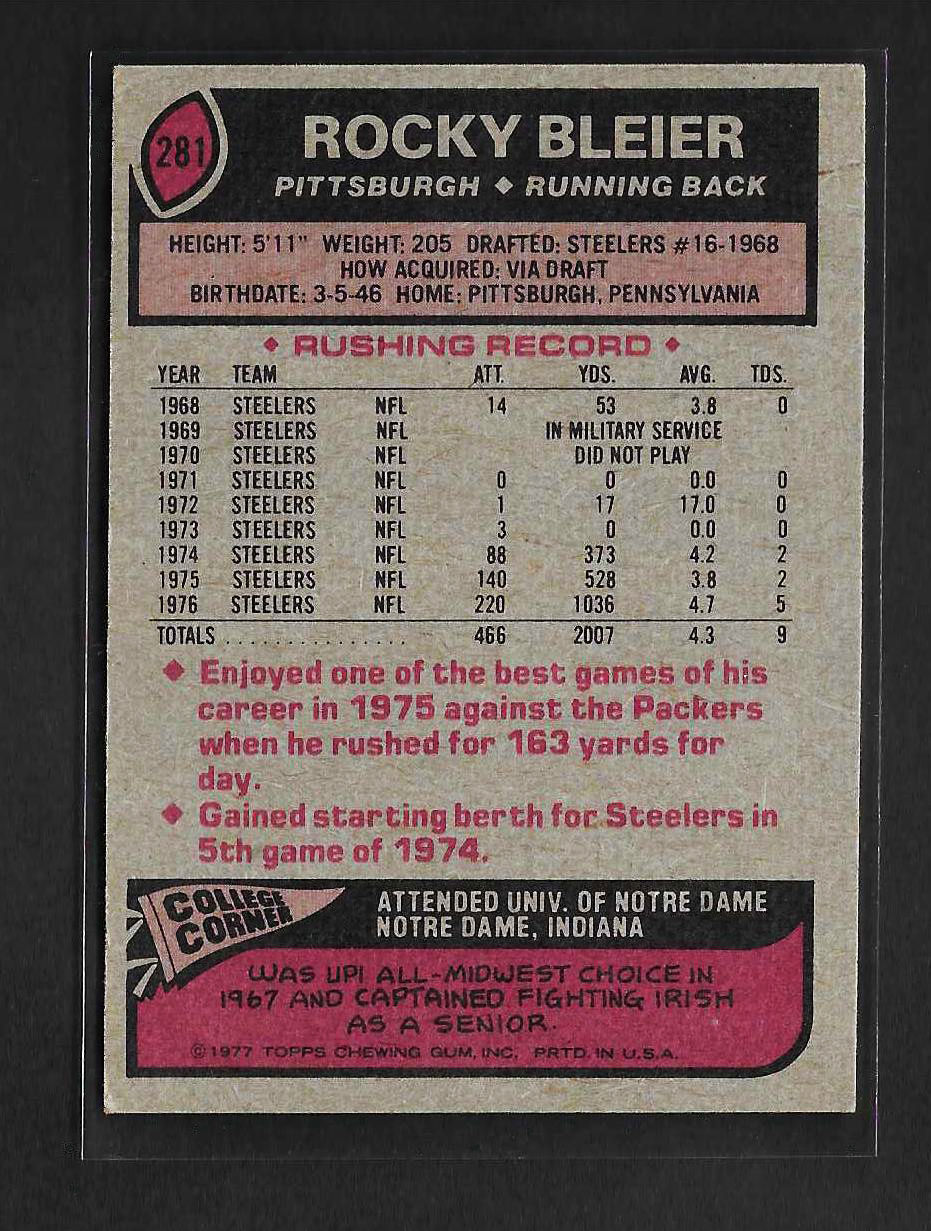 281
ROCKY BLEIER
PITTSBURGH ♦ RUNNING BACK
HEIGHT: 5'11" WEIGHT: 205 DRAFTED: STEELERS #16-1968
HOW ACQUIRED: VIA DRAFT
BIRTHDATE: 3-5-46 HOME: PITTSBURGH, PENNSYLVANIA
♦ RUSHING RECORD ♦
YEAR TEAM ATT. YDS. AVG. TDS.
1968 STEELERS NFL 14 53 3.8 0
1969 STEELERS NFL IN MILITARY SERVICE
1970 STEELERS NFL DID NOT PLAY
1971 STEELERS NFL 0 0 0.0 0
1972 STEELERS NFL 1 17 17.0 0
1973 STEELERS NFL 3 0 0.0 0
1974 STEELERS NFL 88 373 4.2 2
1975 STEELERS NFL 140 528 3.8 2
1976 STEELERS NFL 220 1036 4.7 5
TOTALS . . . . . . . . . . . . . . . . 466 2007 4.3 9
♦ Enjoyed one of the best games of his
career in 1975 against the Packers
when he rushed for 163 yards for
day.
♦ Gained starting berth for Steelers in
5th game of 1974.
COLLEGE
CORNER
ATTENDED UNIV. OF NOTRE DAME
NOTRE DAME, INDIANA
WAS UPI ALL-MIDWEST CHOICE IN
1967 AND CAPTAINED FIGHTING IRISH
AS A SENIOR.
©1977 TOPPS CHEWING GUM, INC. PRTD. IN U.S.A.